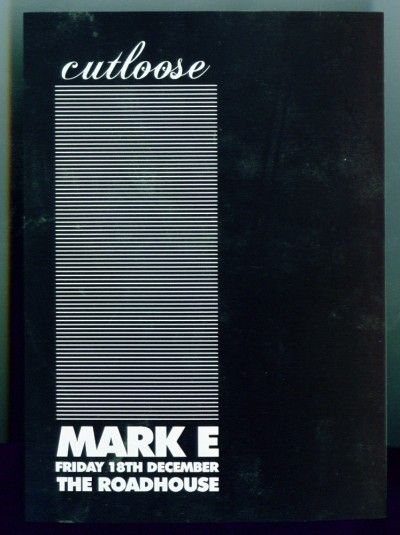 cutloose
MARK E
FRIDAY 18TH DECEMBER
THE ROADHOUSE